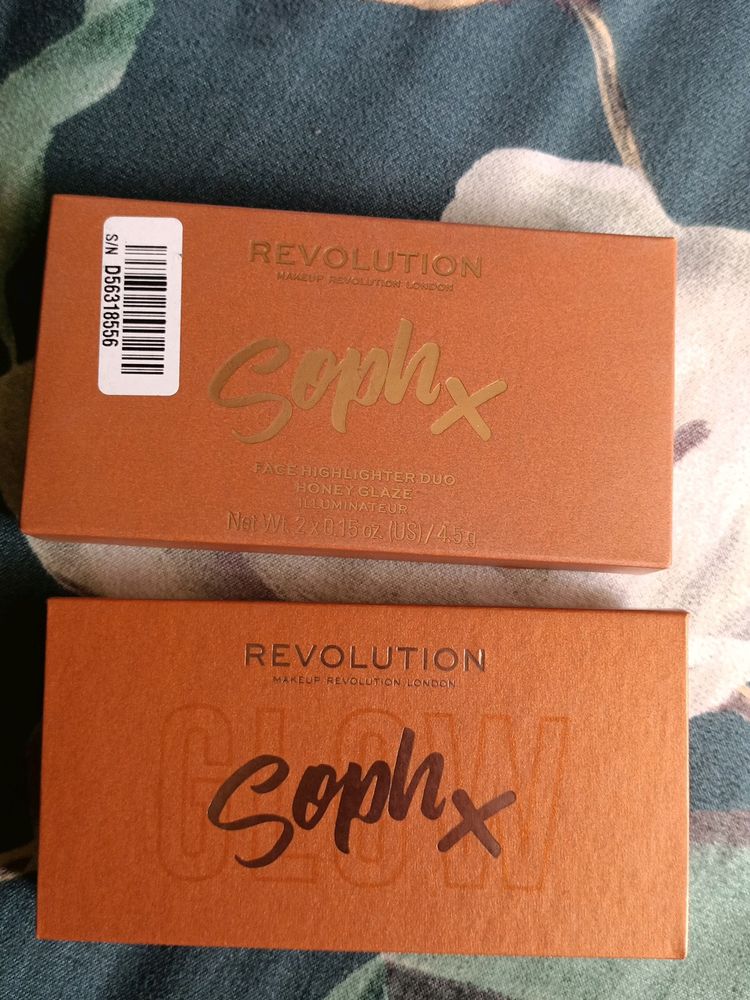 S/N D56318556
REVOLUTION
MAKEUP REVOLUTION LONDON
Soph x
FACE HIGHLIGHTER DUO
HONEY GLAZE
ILLUMINATEUR
Net Wt. 2 x 0.15 oz. (US) / 4.5 g
REVOLUTION
MAKEUP REVOLUTION LONDON
GLOW
Soph x